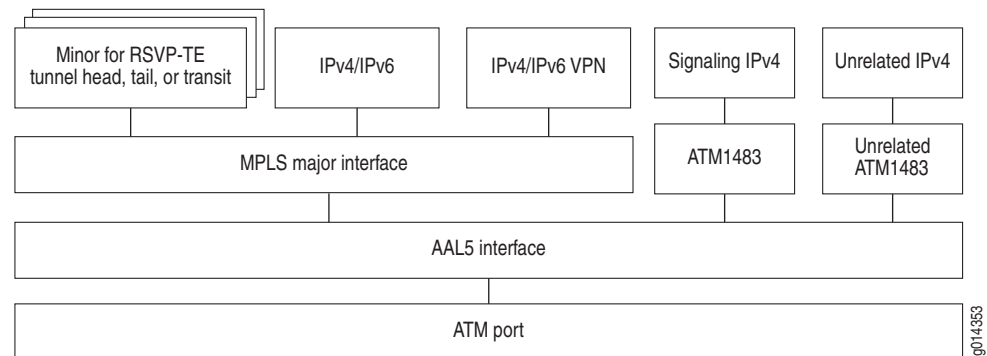 Minor for RSVP-TE
tunnel head, tail, or transit
IPv4/IPv6
IPv4/IPv6 VPN
Signaling IPv4
Unrelated IPv4
MPLS major interface
ATM1483
Unrelated
ATM1483
AAL5 interface
ATM port
g014353